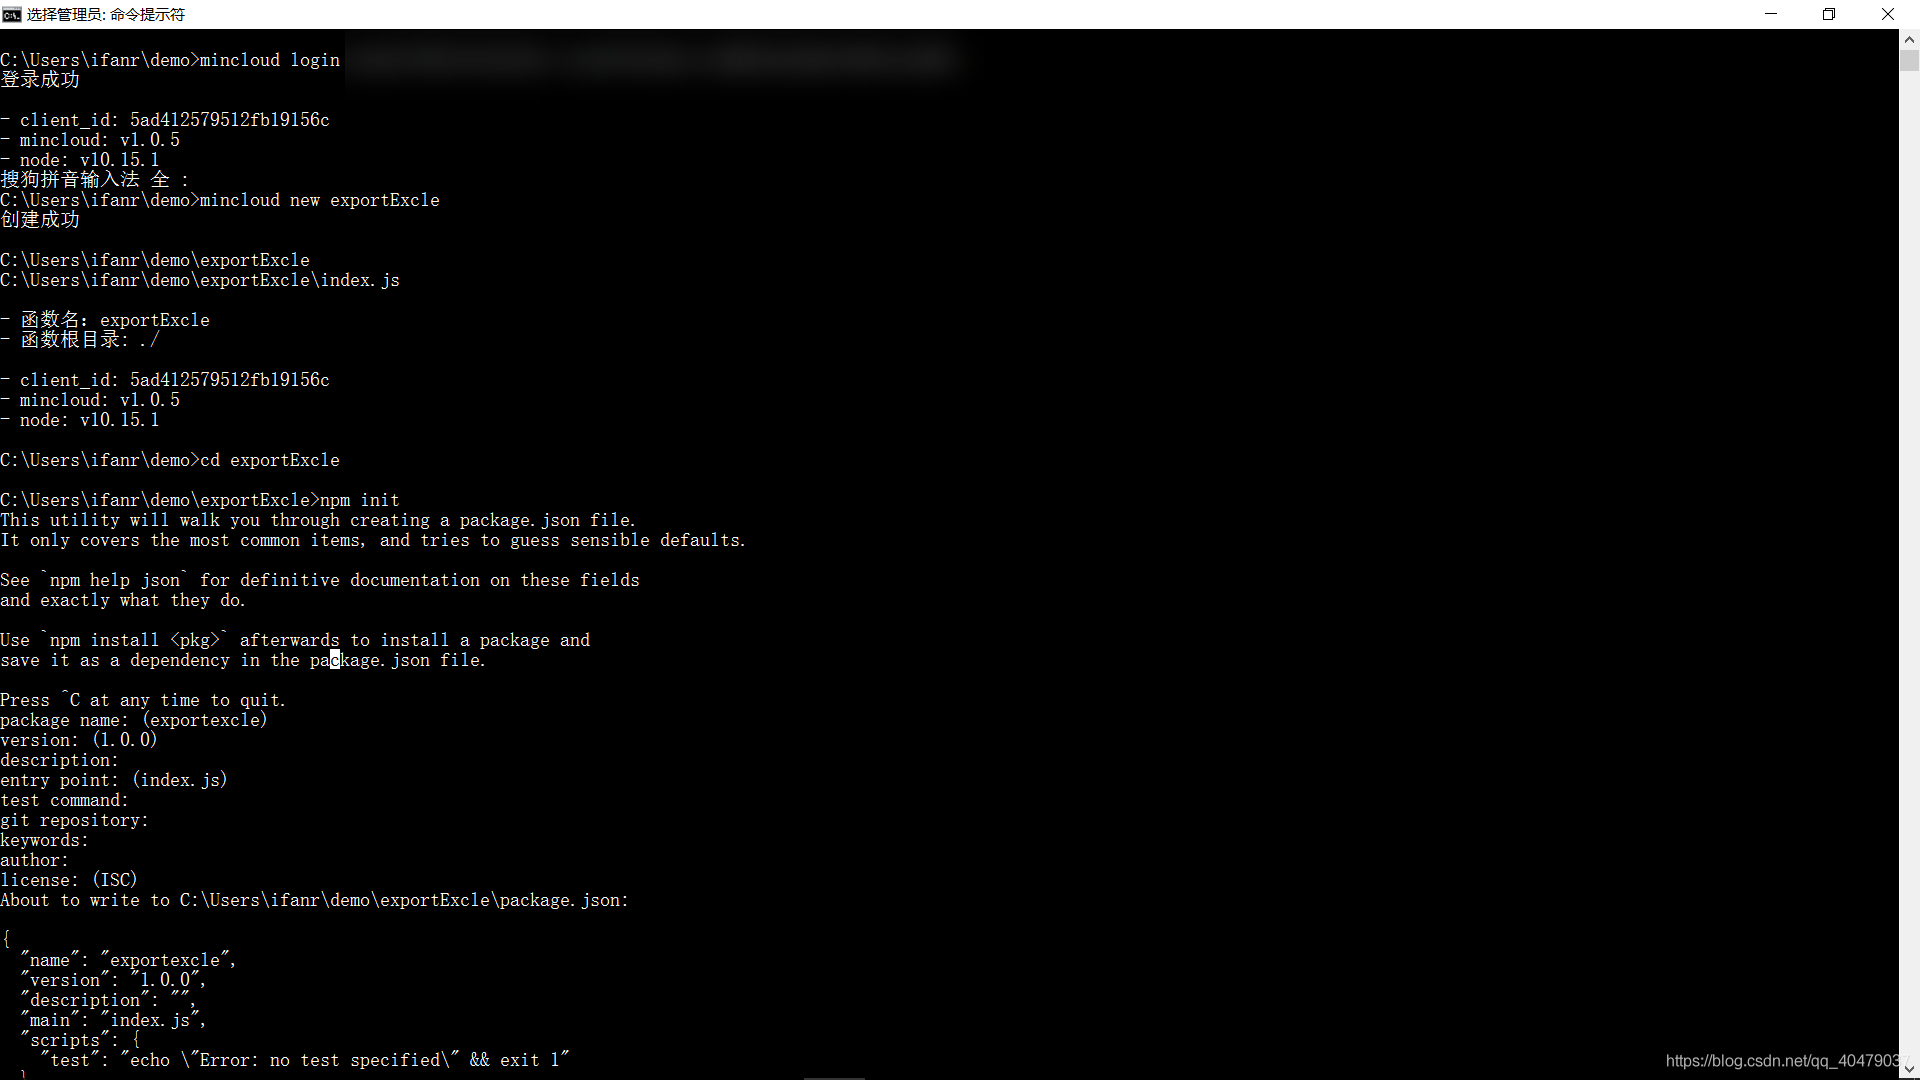 选择管理员: 命令提示符
C:\Users\ifanr\demo>mincloud login
登录成功
- client_id: 5ad412579512fb19156c
- mincloud: v1.0.5
- node: v10.15.1
搜狗拼音输入法 全 :
C:\Users\ifanr\demo>mincloud new exportExcle
创建成功
C:\Users\ifanr\demo\exportExcle
C:\Users\ifanr\demo\exportExcle\index.js
- 函数名: exportExcle
- 函数根目录: ./
- client_id: 5ad412579512fb19156c
- mincloud: v1.0.5
- node: v10.15.1
C:\Users\ifanr\demo>cd exportExcle
C:\Users\ifanr\demo\exportExcle>npm init
This utility will walk you through creating a package.json file.
It only covers the most common items, and tries to guess sensible defaults.
See `npm help json` for definitive documentation on these fields
and exactly what they do.
Use `npm install <pkg>` afterwards to install a package and
save it as a dependency in the package.json file.
Press ^C at any time to quit.
package name: (exportexcle)
version: (1.0.0)
description:
entry point: (index.js)
test command:
git repository:
keywords:
author:
license: (ISC)
About to write to C:\Users\ifanr\demo\exportExcle\package.json:
{
"name": "exportexcle",
"version": "1.0.0",
"description": "",
"main": "index.js",
"scripts": {
"test": "echo \"Error: no test specified\" && exit 1"
}
https://blog.csdn.net/qq_40479037